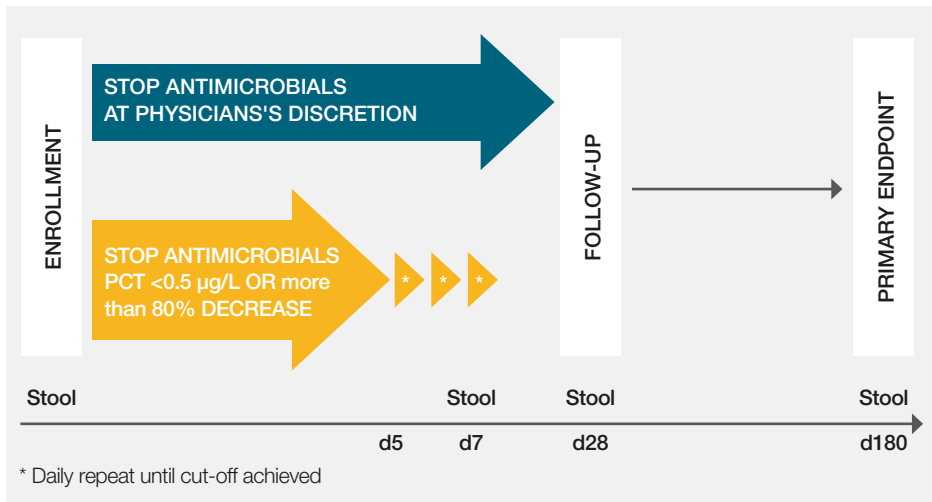 ENROLLMENT
STOP ANTIMICROBIALS
AT PHYSICIANS'S DISCRETION
STOP ANTIMICROBIALS
PCT <0.5 µg/L OR more
than 80% DECREASE
* * *
FOLLOW-UP
PRIMARY ENDPOINT
Stool Stool Stool Stool
d5 d7 d28 d180
* Daily repeat until cut-off achieved